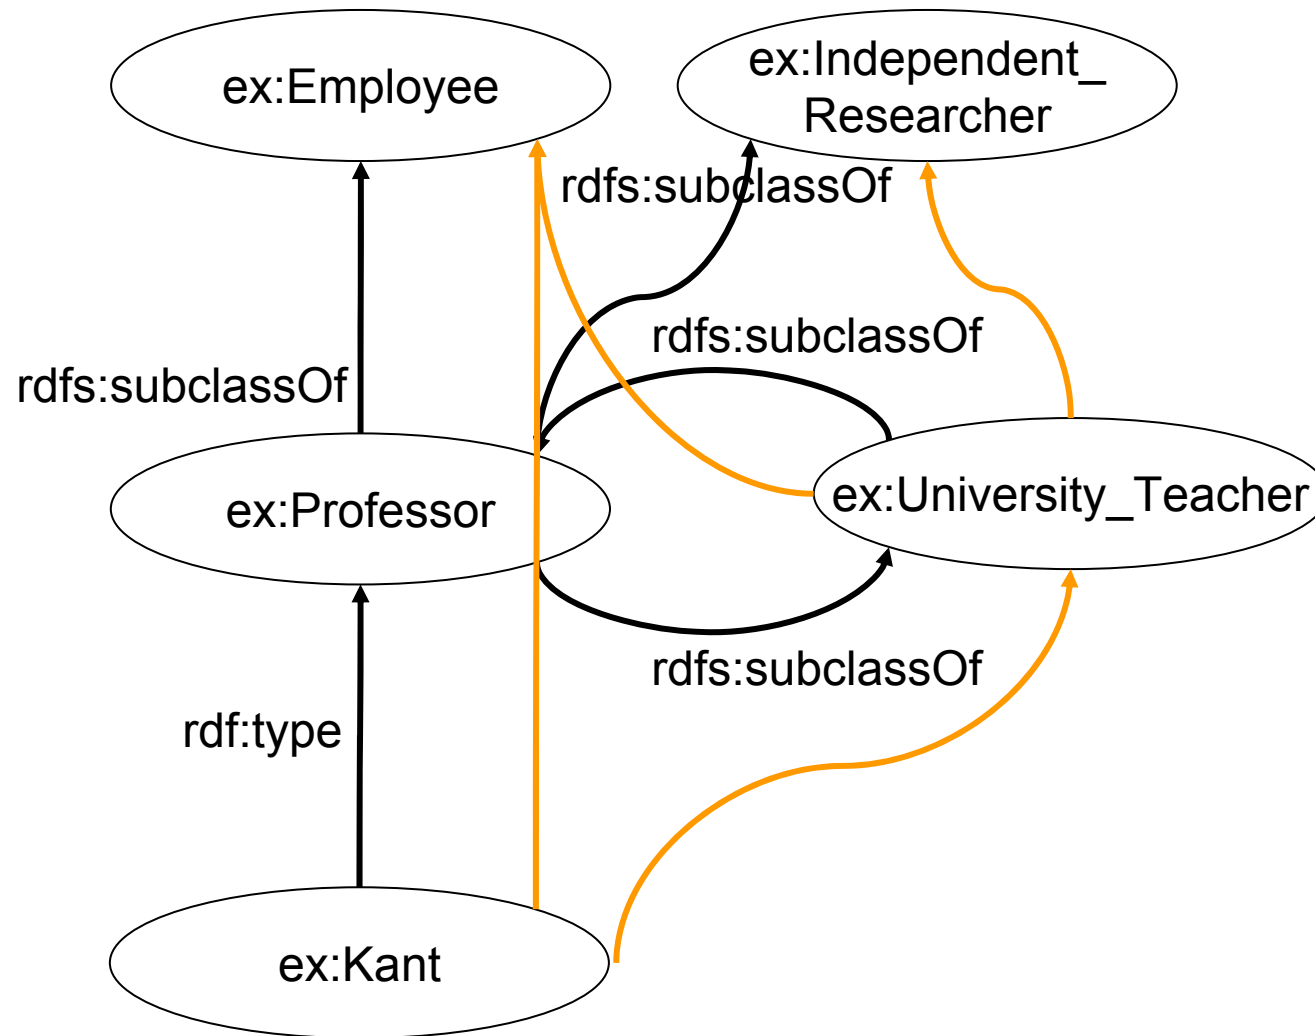 ex:Employee
ex:Independent_
Researcher
rdfs:subclassOf
rdfs:subclassOf
rdfs:subclassOf
ex:Professor
ex:University_Teacher
rdfs:subclassOf
rdf:type
ex:Kant